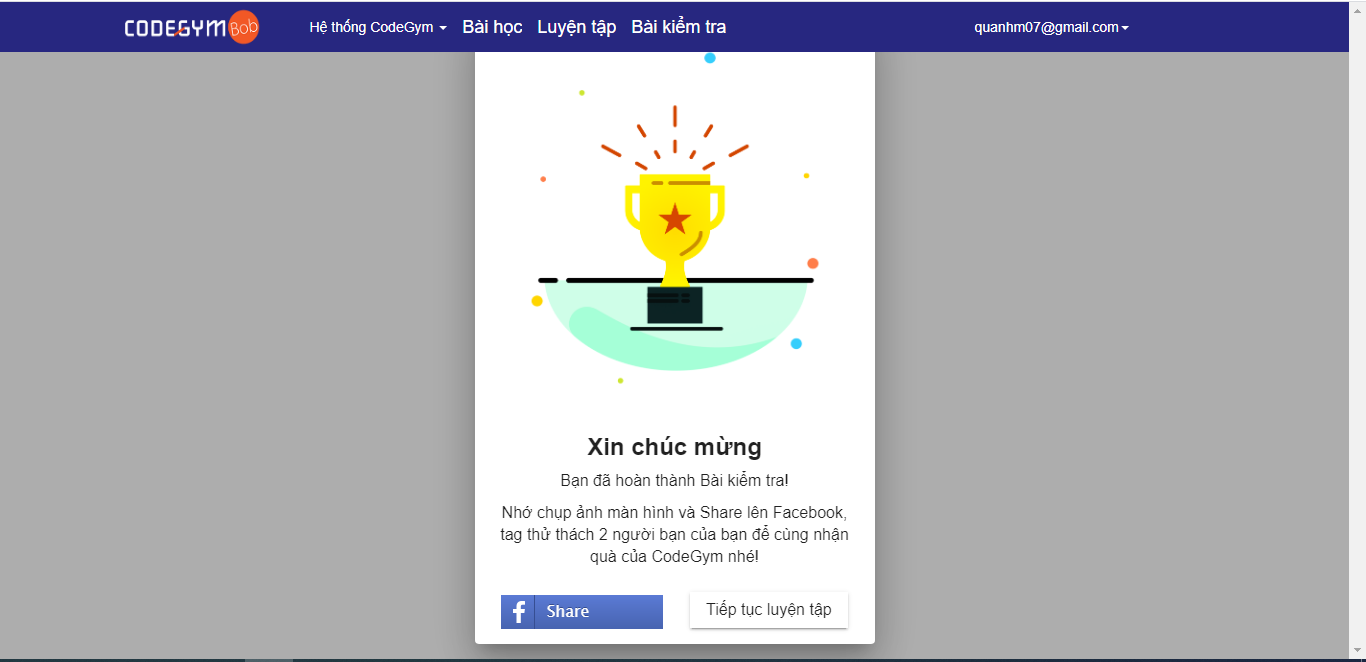 CODEGYM Bob Hệ thống CodeGym Bài học Luyện tập Bài kiểm tra quanhm07@gmail.com
Xin chúc mừng
Bạn đã hoàn thành Bài kiểm tra!
Nhớ chụp ảnh màn hình và Share lên Facebook,
tag thử thách 2 người bạn của bạn để cùng nhận
quà của CodeGym nhé!
f Share Tiếp tục luyện tập